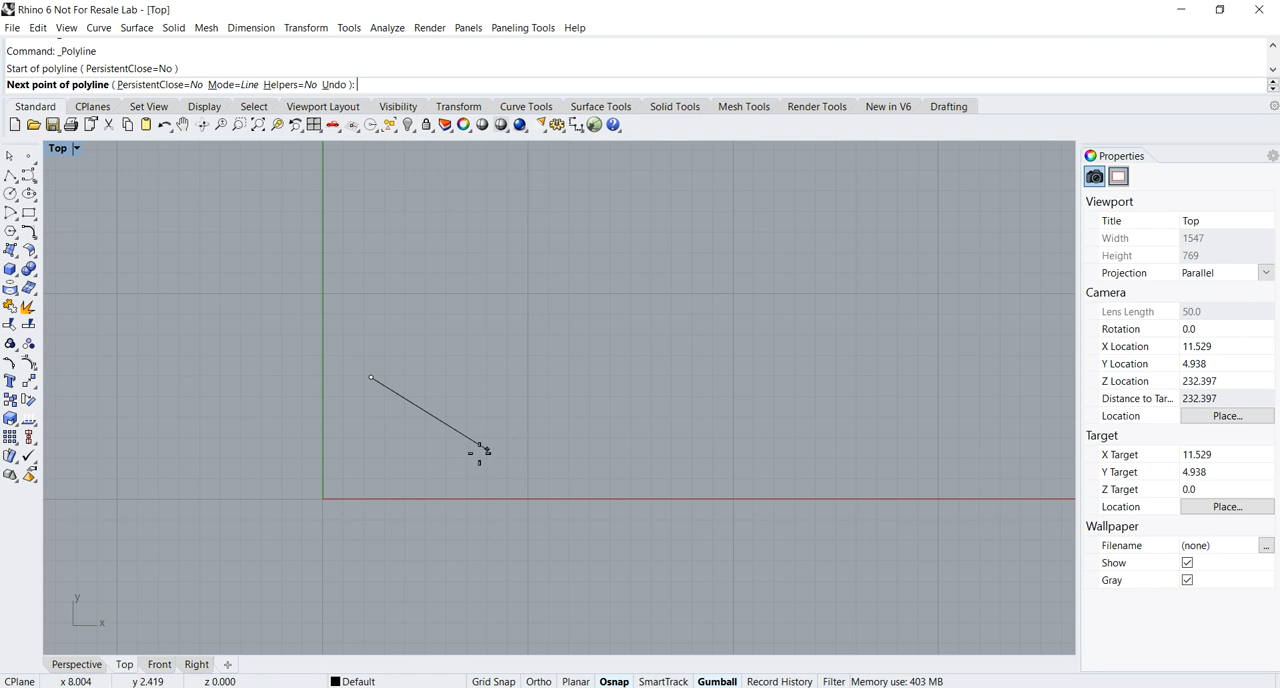 Rhino 6 Not For Resale Lab - [Top]
File Edit View Curve Surface Solid Mesh Dimension Transform Tools Analyze Render Panels Paneling Tools Help
Command: _Polyline
Start of polyline ( PersistentClose=No )
Next point of polyline ( PersistentClose=No Mode=Line Helpers=No Undo ):
Standard CPlanes Set View Display Select Viewport Layout Visibility Transform Curve Tools Surface Tools Solid Tools Mesh Tools Render Tools New in V6 Drafting
Top
Properties
Viewport
Title Top
Width 1547
Height 769
Projection Parallel
Camera
Lens Length 50.0
Rotation 0.0
X Location 11.529
Y Location 4.938
Z Location 232.397
Distance to Tar... 232.397
Location Place...
Target
X Target 11.529
Y Target 4.938
Z Target 0.0
Location Place...
Wallpaper
Filename (none) ...
Show
Gray
y
x
Perspective Top Front Right
CPlane x 8.004 y 2.419 z 0.000 Default Grid Snap Ortho Planar Osnap SmartTrack Gumball Record History Filter Memory use: 403 MB